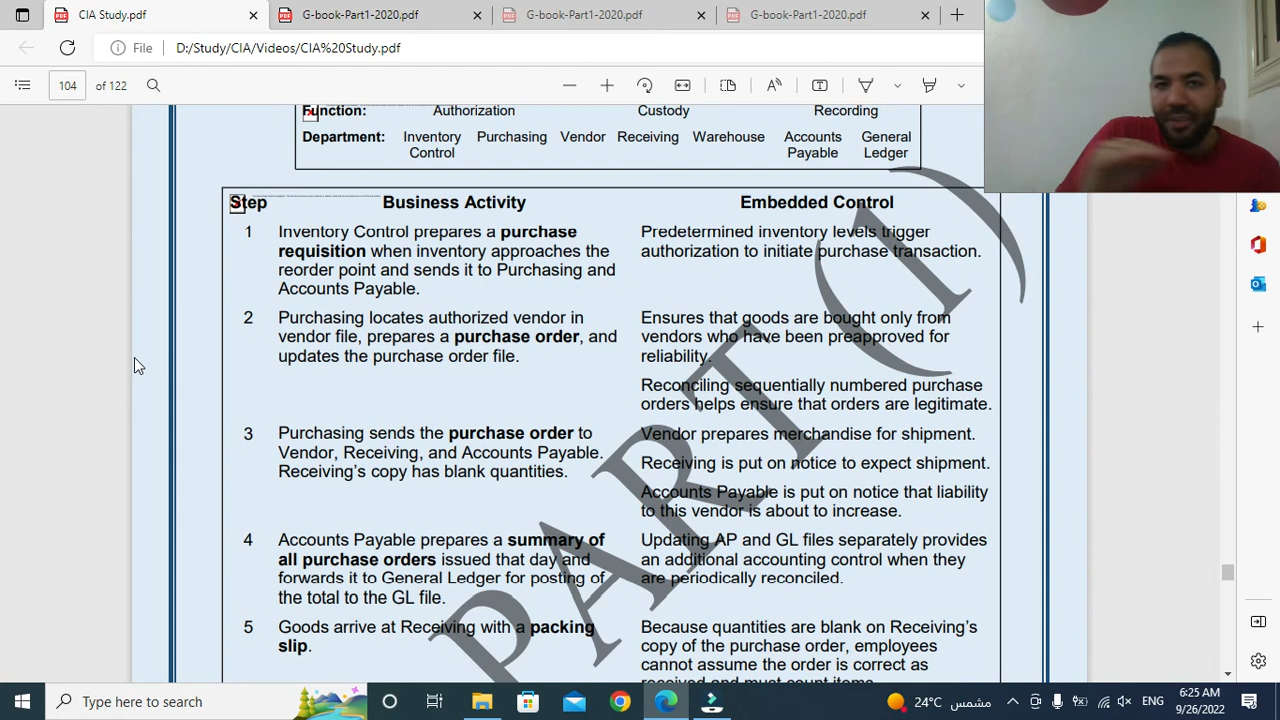 CIA Study.pdf
G-book-Part1-2020.pdf
G-book-Part1-2020.pdf
G-book-Part1-2020.pdf
File
D:/Study/CIA/Videos/CIA%20Study.pdf
104
of 122
Function:
Authorization
Custody
Recording
Department:
Inventory
Control
Purchasing
Vendor
Receiving
Warehouse
Accounts
Payable
General
Ledger
Step
Business Activity
Embedded Control
1
Inventory Control prepares a purchase
requisition when inventory approaches the
reorder point and sends it to Purchasing and
Accounts Payable.
Predetermined inventory levels trigger
authorization to initiate purchase transaction.
2
Purchasing locates authorized vendor in
vendor file, prepares a purchase order, and
updates the purchase order file.
Ensures that goods are bought only from
vendors who have been preapproved for
reliability.
Reconciling sequentially numbered purchase
orders helps ensure that orders are legitimate.
3
Purchasing sends the purchase order to
Vendor, Receiving, and Accounts Payable.
Receiving's copy has blank quantities.
Vendor prepares merchandise for shipment.
Receiving is put on notice to expect shipment.
Accounts Payable is put on notice that liability
to this vendor is about to increase.
4
Accounts Payable prepares a summary of
all purchase orders issued that day and
forwards it to General Ledger for posting of
the total to the GL file.
Updating AP and GL files separately provides
an additional accounting control when they
are periodically reconciled.
5
Goods arrive at Receiving with a packing
slip.
Because quantities are blank on Receiving's
copy of the purchase order, employees
cannot assume the order is correct as
received and must count items
PART (I)
Type here to search
24°C مشمس
ENG
6:25 AM
9/26/2022